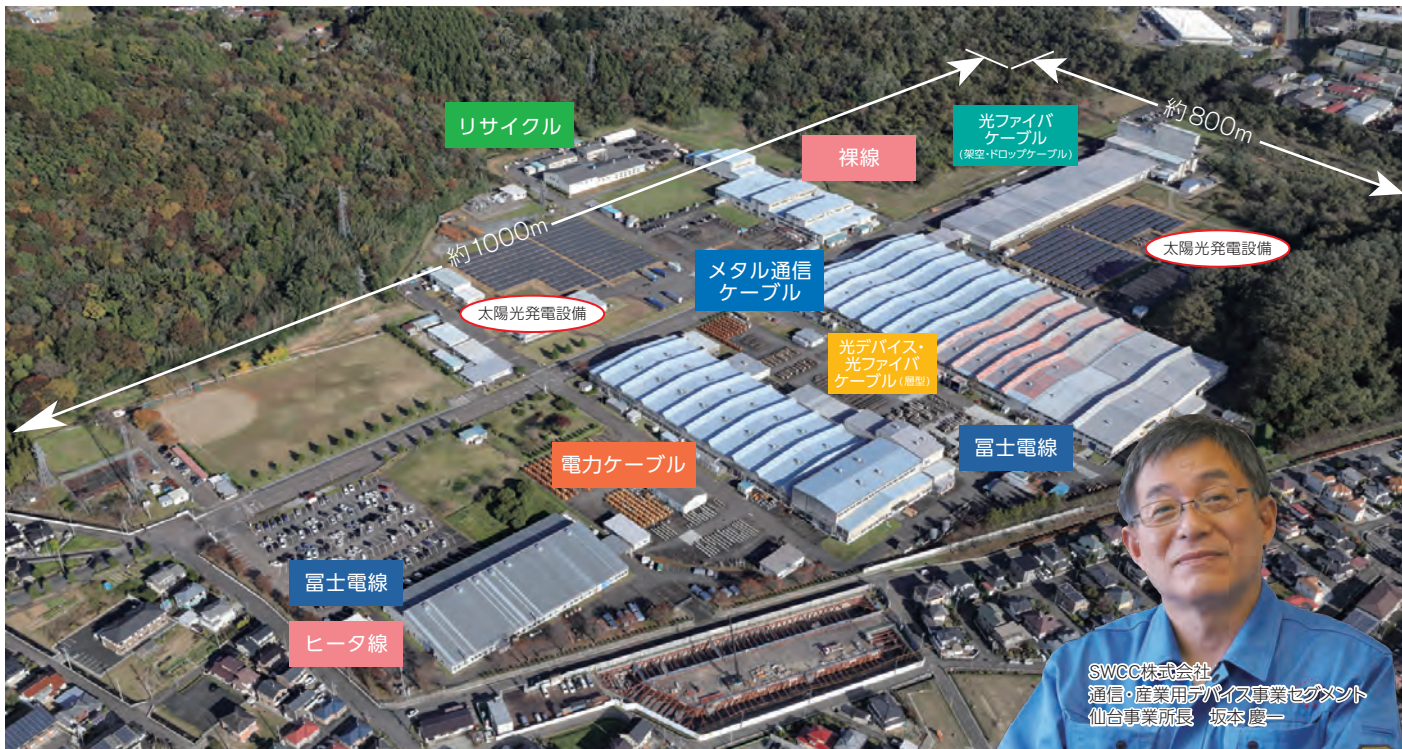 リサイクル
裸線
光ファイバ
ケーブル
(架空・ドロップケーブル)
約800m
約1000m
太陽光発電設備
メタル通信
ケーブル
太陽光発電設備
光デバイス・
光ファイバ
ケーブル(層型)
冨士電線
電力ケーブル
冨士電線
ヒータ線
SWCC株式会社
通信・産業用デバイス事業セグメント
仙台事業所長 坂本 慶一